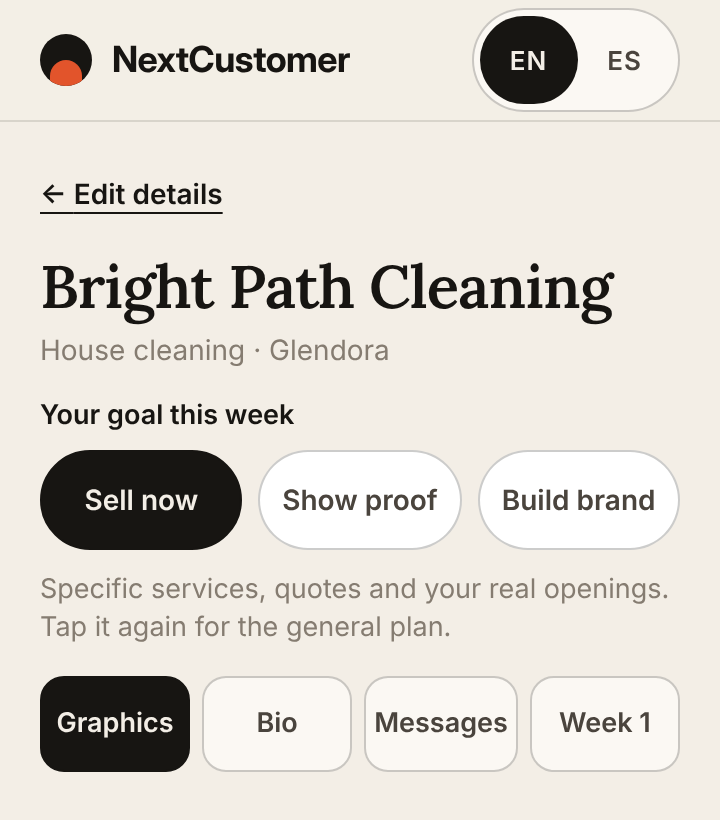 NextCustomer
EN ES
← Edit details
Bright Path Cleaning
House cleaning · Glendora
Your goal this week
Sell now Show proof Build brand
Specific services, quotes and your real openings.
Tap it again for the general plan.
Graphics Bio Messages Week 1